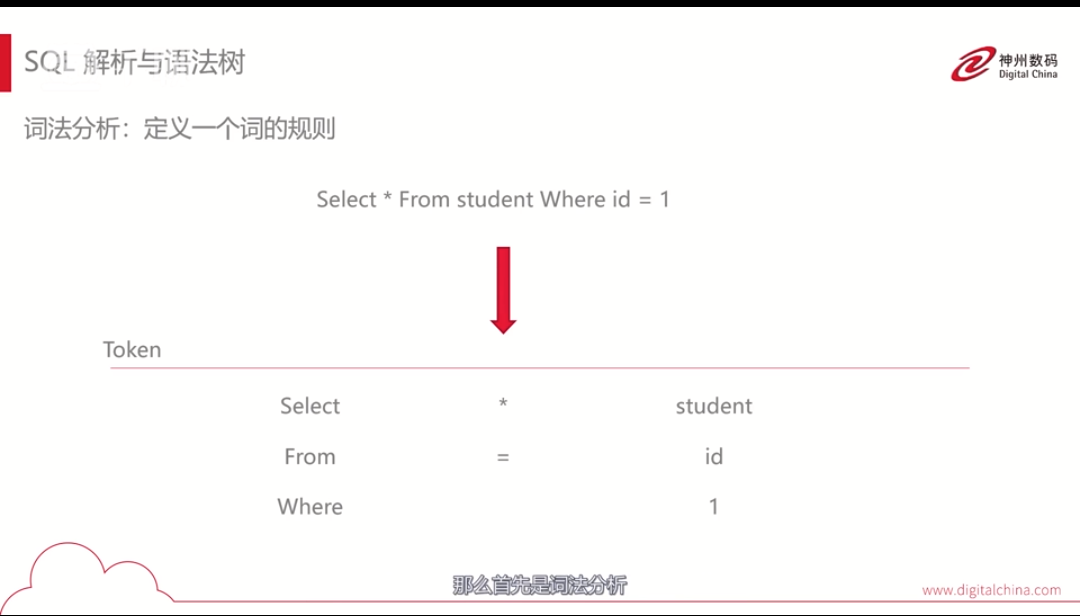 SQL 解析与语法树
神州数码
Digital China
词法分析：定义一个词的规则
Select * From student Where id = 1
Token
Select * student
From = id
Where 1
那么首先是词法分析
www.digitalchina.com